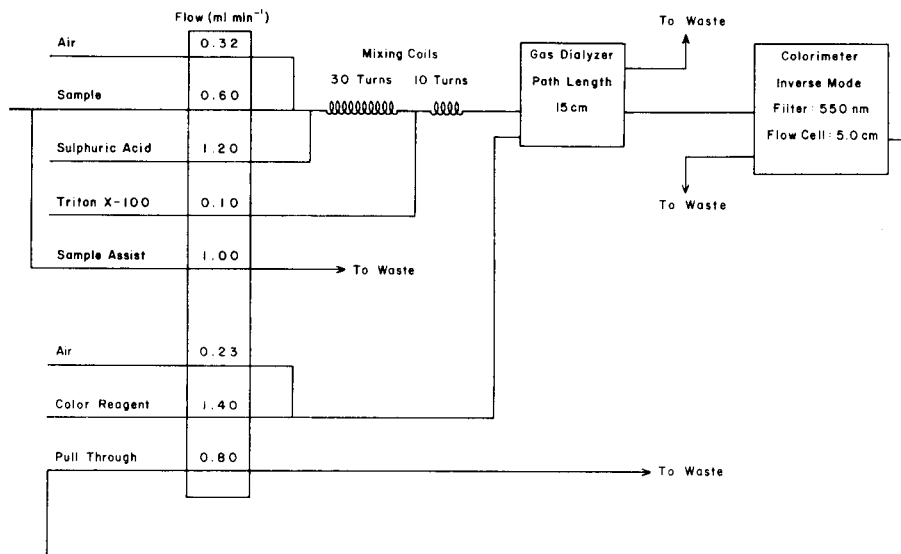 Flow (ml min⁻¹)
Air 0.32
Sample 0.60
Sulphuric Acid 1.20
Triton X-100 0.10
Sample Assist 1.00
To Waste
Air 0.23
Color Reagent 1.40
Pull Through 0.80
To Waste
Mixing Coils
30 Turns 10 Turns
Gas Dialyzer
Path Length
15cm
To Waste
To Waste
Colorimeter
Inverse Mode
Filter: 550 nm
Flow Cell: 5.0 cm